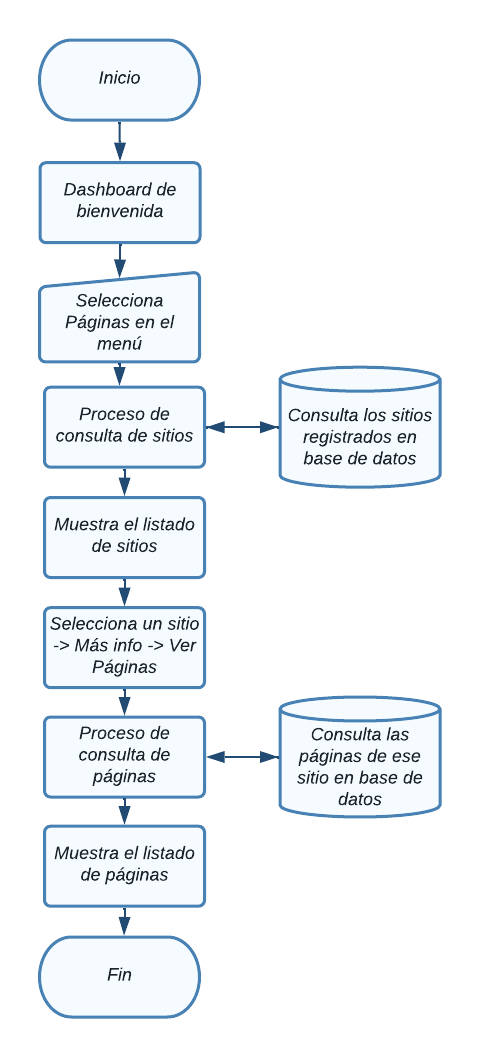 Inicio
Dashboard de
bienvenida
Selecciona
Páginas en el
menú
Proceso de
consulta de sitios
Consulta los sitios
registrados en
base de datos
Muestra el listado
de sitios
Selecciona un sitio
-> Más info -> Ver
Páginas
Proceso de
consulta de
páginas
Consulta las
páginas de ese
sitio en base de
datos
Muestra el listado
de páginas
Fin